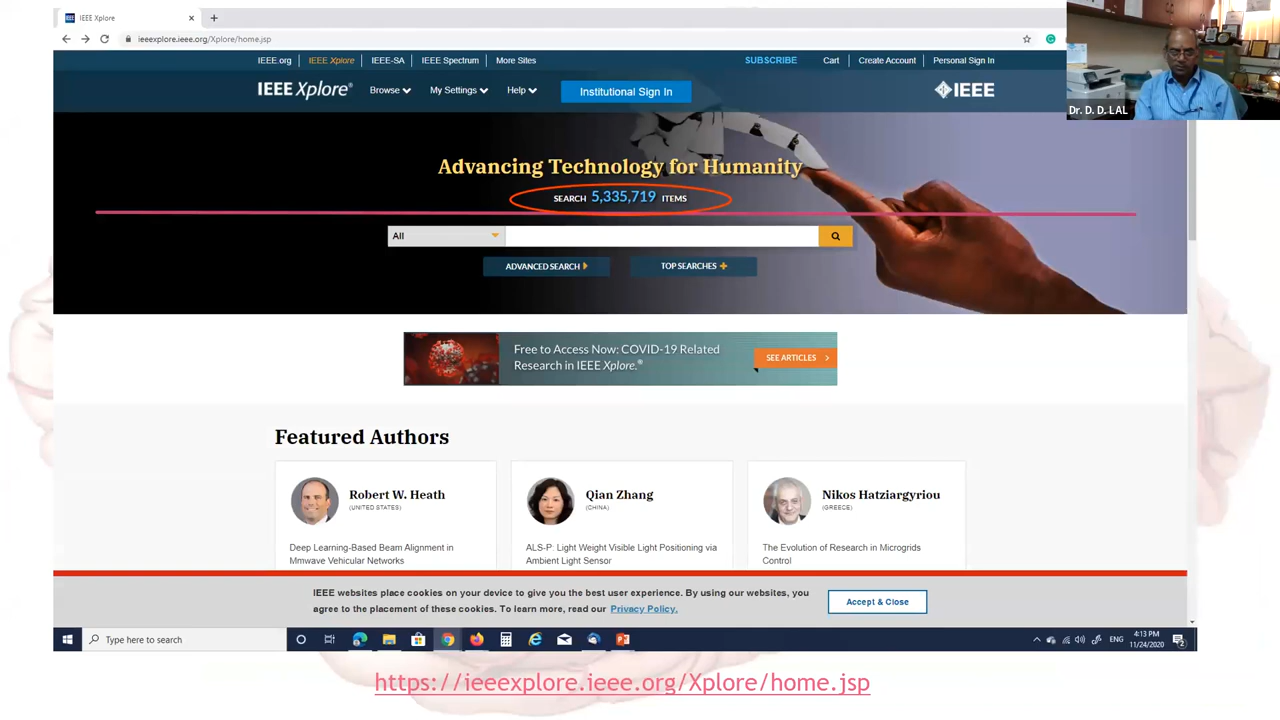 IEEE Xplore
ieeexplore.ieee.org/Xplore/home.jsp
IEEE.org IEEE Xplore IEEE-SA IEEE Spectrum More Sites SUBSCRIBE Cart Create Account Personal Sign In
IEEE Xplore® Browse My Settings Help Institutional Sign In IEEE
Dr. D. D. LAL
Advancing Technology for Humanity
SEARCH 5,335,719 ITEMS
All
ADVANCED SEARCH TOP SEARCHES
Free to Access Now: COVID-19 Related
Research in IEEE Xplore.®
SEE ARTICLES
Featured Authors
Robert W. Heath
(UNITED STATES)
Deep Learning-Based Beam Alignment in
Mmwave Vehicular Networks
Qian Zhang
(CHINA)
ALS-P: Light Weight Visible Light Positioning via
Ambient Light Sensor
Nikos Hatziargyriou
(GREECE)
The Evolution of Research in Microgrids
Control
IEEE websites place cookies on your device to give you the best user experience. By using our websites, you
agree to the placement of these cookies. To learn more, read our Privacy Policy.
Accept & Close
Type here to search
ENG
4:13 PM
11/24/2020
2
https://ieeexplore.ieee.org/Xplore/home.jsp